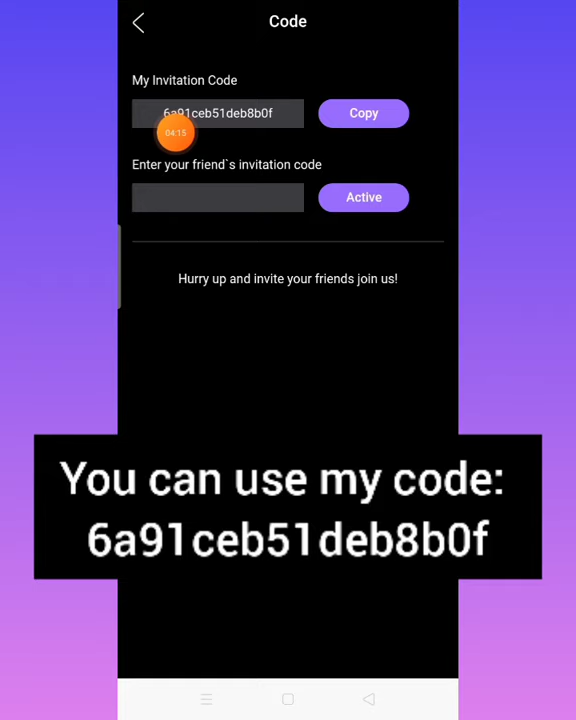 Code
My Invitation Code
6a91ceb51deb8b0f
Copy
04:15
Enter your friend`s invitation code
Active
Hurry up and invite your friends join us!
You can use my code:
6a91ceb51deb8b0f